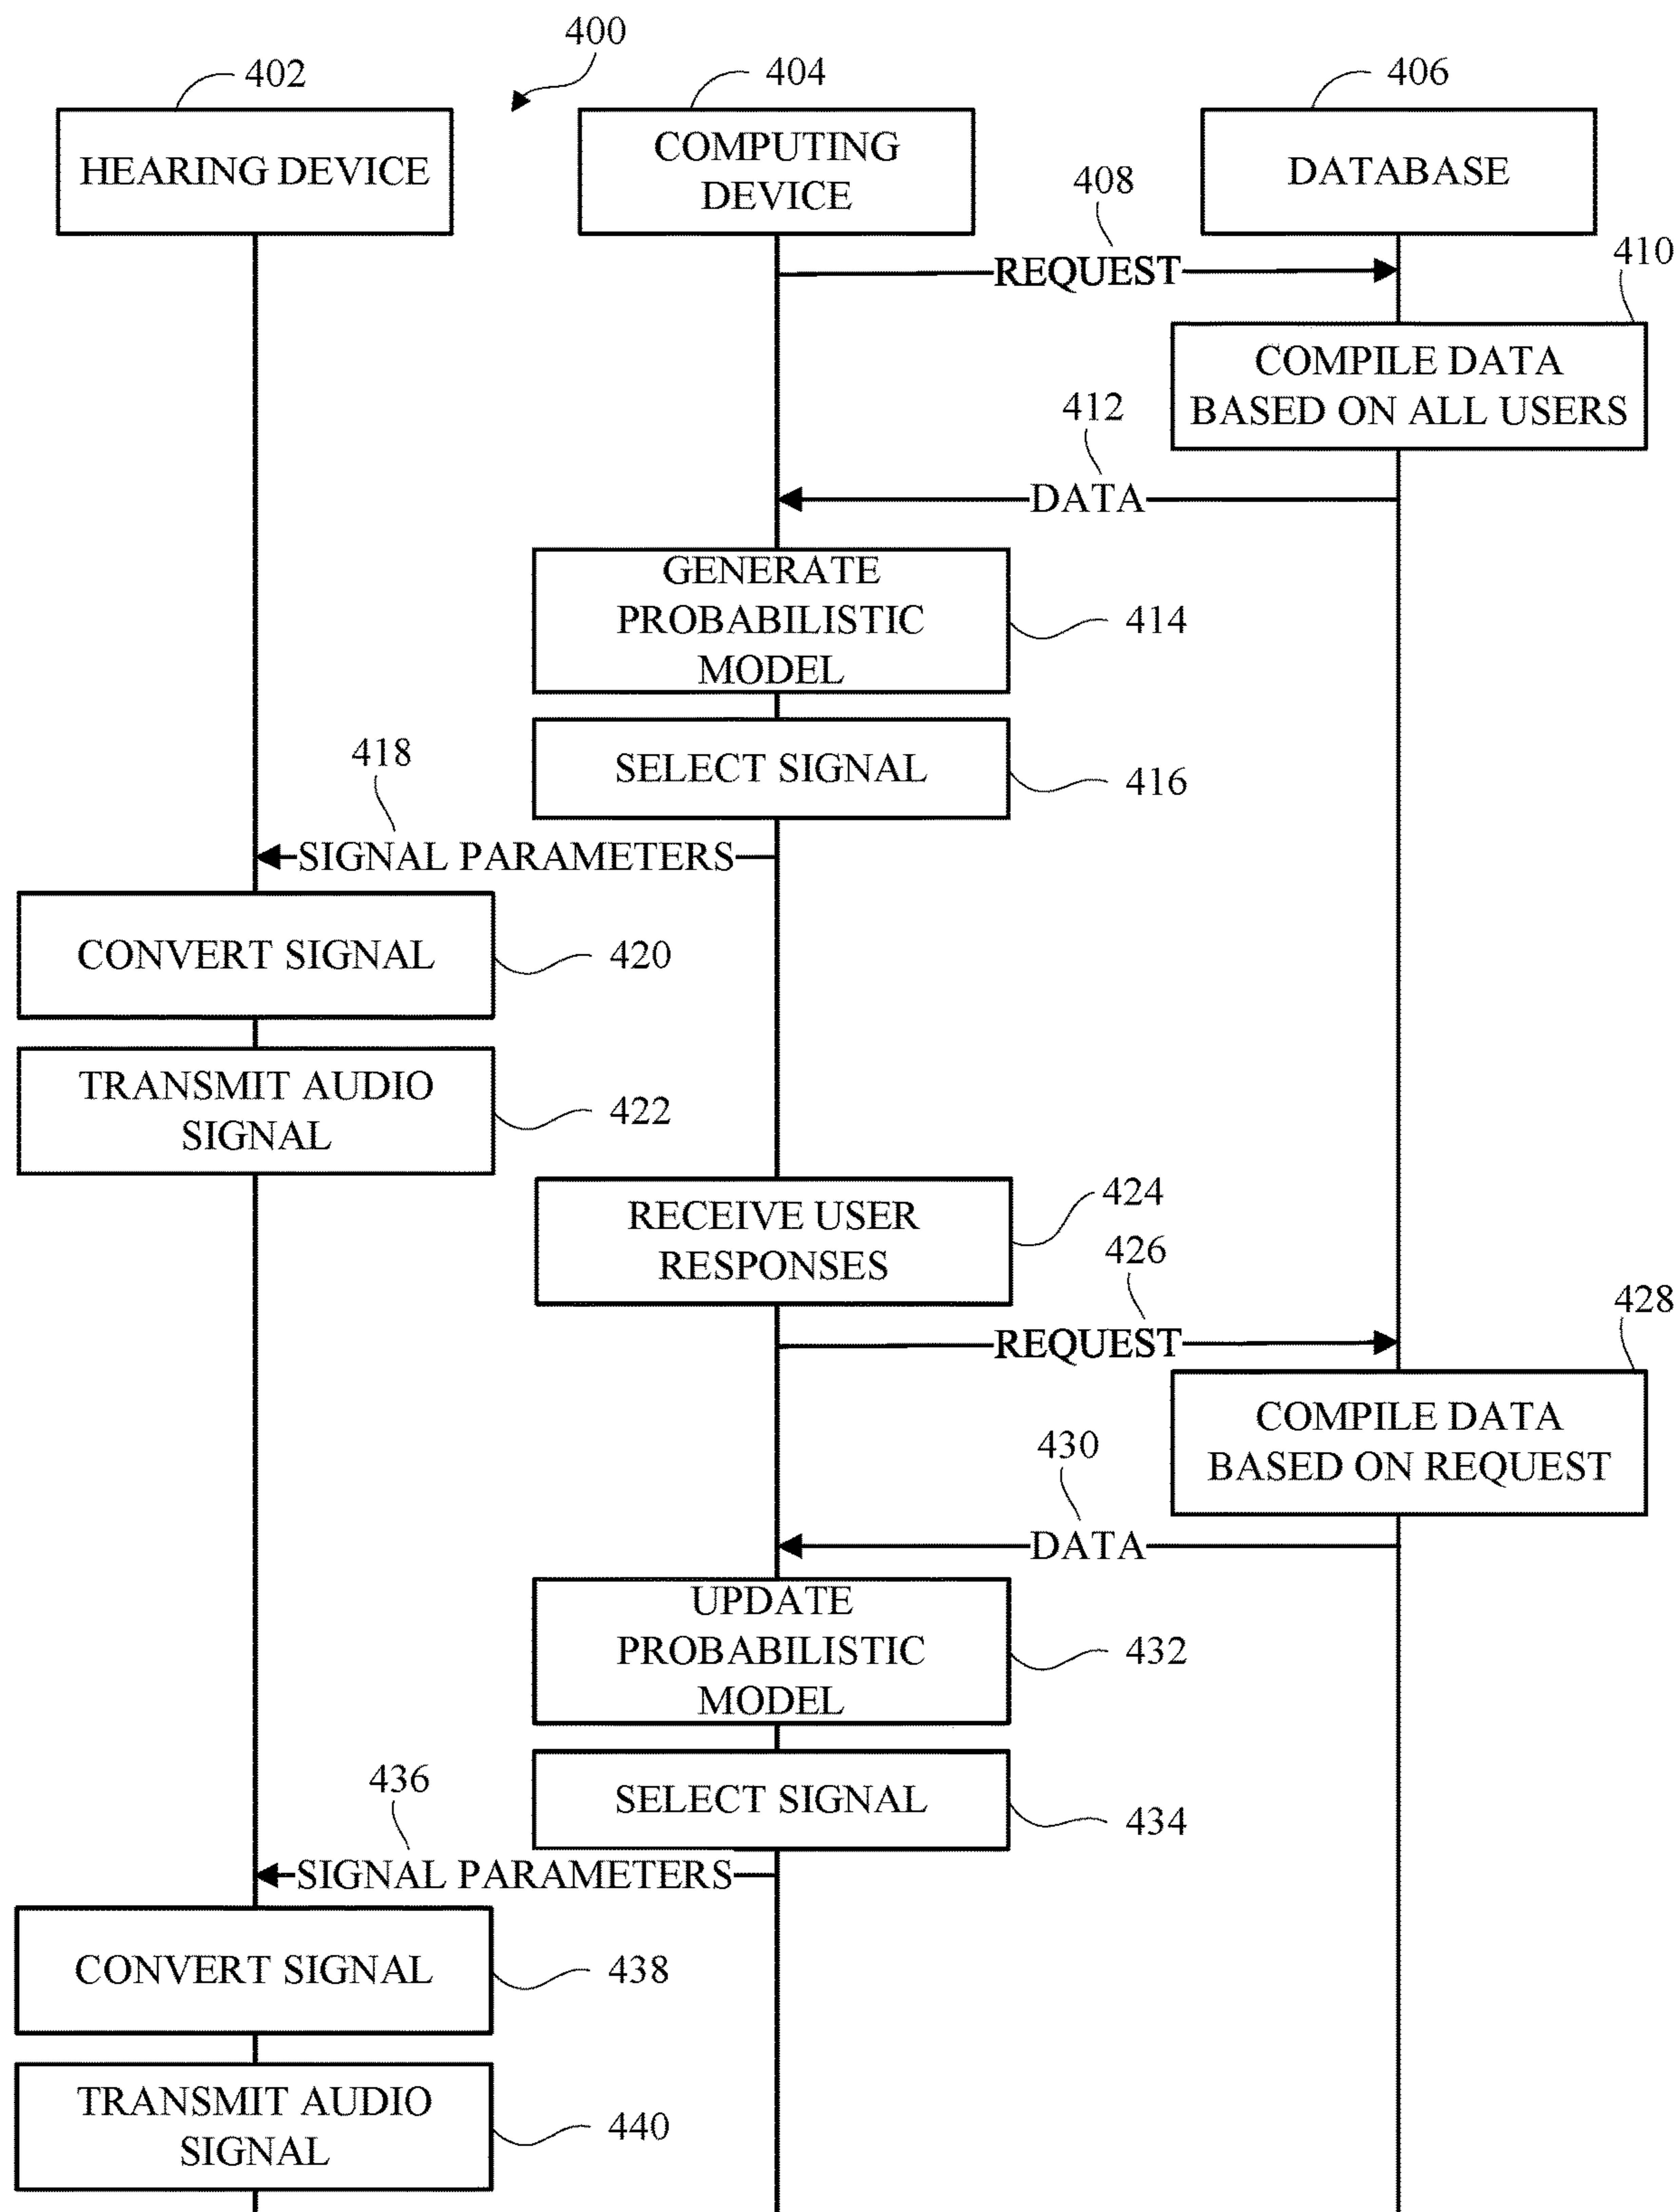 400
402
404
406
HEARING DEVICE
COMPUTING
DEVICE
DATABASE
408
REQUEST
410
COMPILE DATA
BASED ON ALL USERS
412
DATA
GENERATE
PROBABILISTIC
MODEL
414
SELECT SIGNAL
416
418
SIGNAL PARAMETERS
CONVERT SIGNAL
420
TRANSMIT AUDIO
SIGNAL
422
RECEIVE USER
RESPONSES
424
426
REQUEST
428
COMPILE DATA
BASED ON REQUEST
430
DATA
UPDATE
PROBABILISTIC
MODEL
432
SELECT SIGNAL
434
436
SIGNAL PARAMETERS
CONVERT SIGNAL
438
TRANSMIT AUDIO
SIGNAL
440